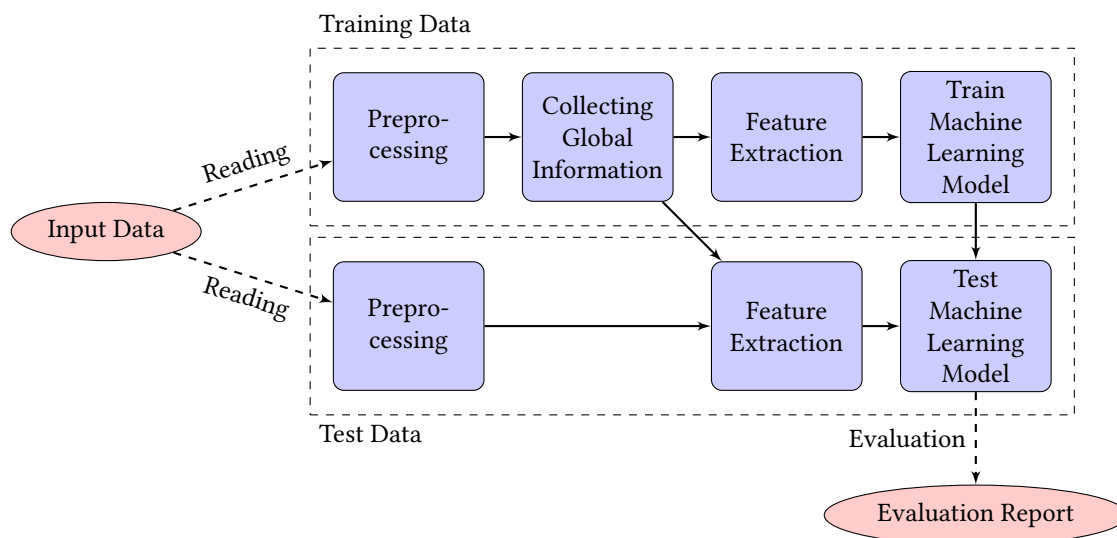 Training Data
Prepro-
cessing
Collecting
Global
Information
Feature
Extraction
Train
Machine
Learning
Model
Reading
Input Data
Reading
Prepro-
cessing
Feature
Extraction
Test
Machine
Learning
Model
Test Data
Evaluation
Evaluation Report